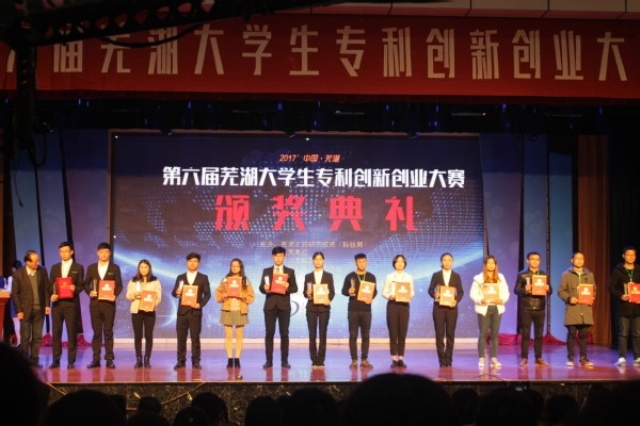 六届芜湖大学生专利创新创业大
2017' 中国·芜湖
第六届芜湖大学生专利创新创业大赛
颁奖典礼